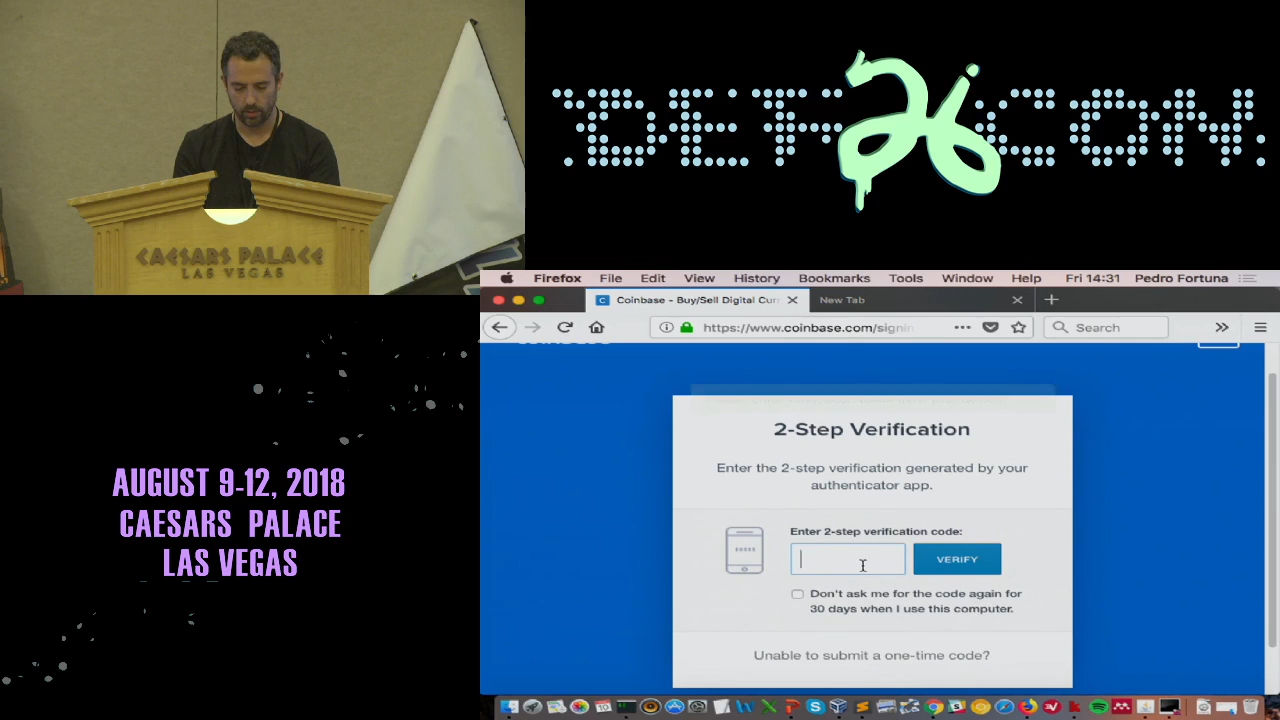 DEF 26 CON
CAESARS PALACE
LAS VEGAS
Firefox File Edit View History Bookmarks Tools Window Help Fri 14:31 Pedro Fortuna
Coinbase - Buy/Sell Digital Curr
New Tab
https://www.coinbase.com/signin
Search
2-Step Verification
Enter the 2-step verification generated by your
authenticator app.
Enter 2-step verification code:
VERIFY
Don't ask me for the code again for
30 days when I use this computer.
Unable to submit a one-time code?
AUGUST 9-12, 2018
CAESARS PALACE
LAS VEGAS